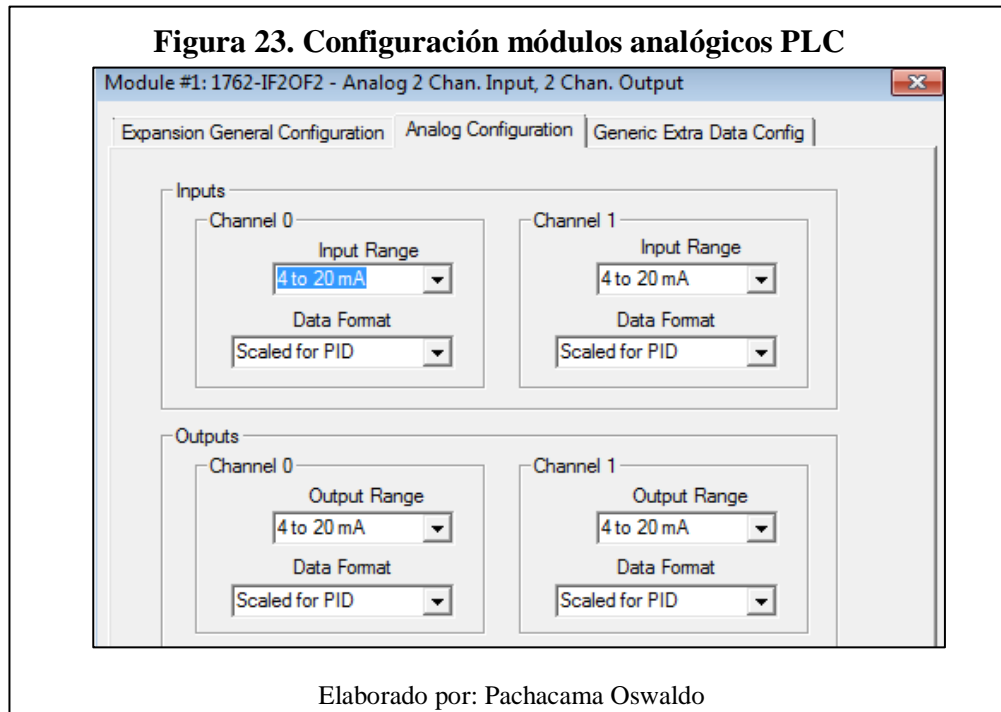 Figura 23. Configuración módulos analógicos PLC
Module #1: 1762-IF2OF2 - Analog 2 Chan. Input, 2 Chan. Output
Expansion General Configuration Analog Configuration Generic Extra Data Config
Inputs
Channel 0 Channel 1
Input Range Input Range
4 to 20 mA 4 to 20 mA
Data Format Data Format
Scaled for PID Scaled for PID
Outputs
Channel 0 Channel 1
Output Range Output Range
4 to 20 mA 4 to 20 mA
Data Format Data Format
Scaled for PID Scaled for PID
Elaborado por: Pachacama Oswaldo